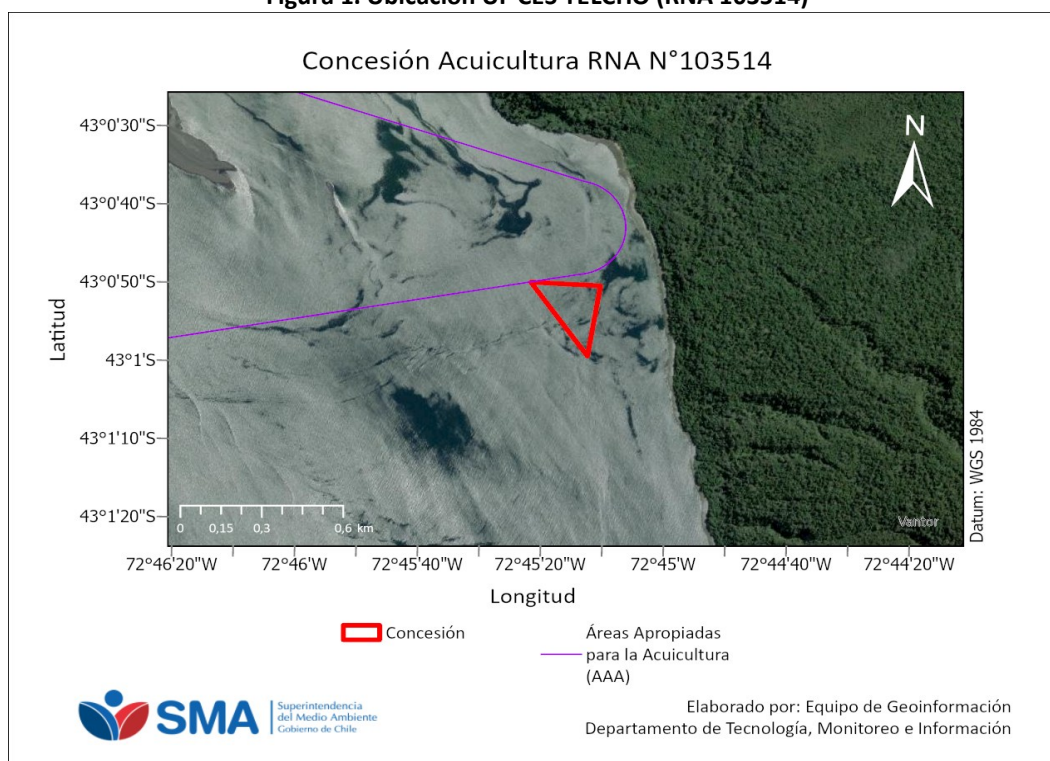 Figura 1. Ubicación UF CES TELCHO (RNA 103514)
Concesión Acuicultura RNA N°103514
43°0'30"S
43°0'40"S
43°0'50"S
43°1'S
43°1'10"S
43°1'20"S
Latitud
N
Datum: WGS 1984
Vantor
0 0,15 0,3 0,6 km
72°46'20"W 72°46'W 72°45'40"W 72°45'20"W 72°45'W 72°44'40"W 72°44'20"W
Longitud
Concesión
Áreas Apropiadas
para la Acuicultura
(AAA)
SMA
Superintendencia
del Medio Ambiente
Gobierno de Chile
Elaborado por: Equipo de Geoinformación
Departamento de Tecnología, Monitoreo e Información